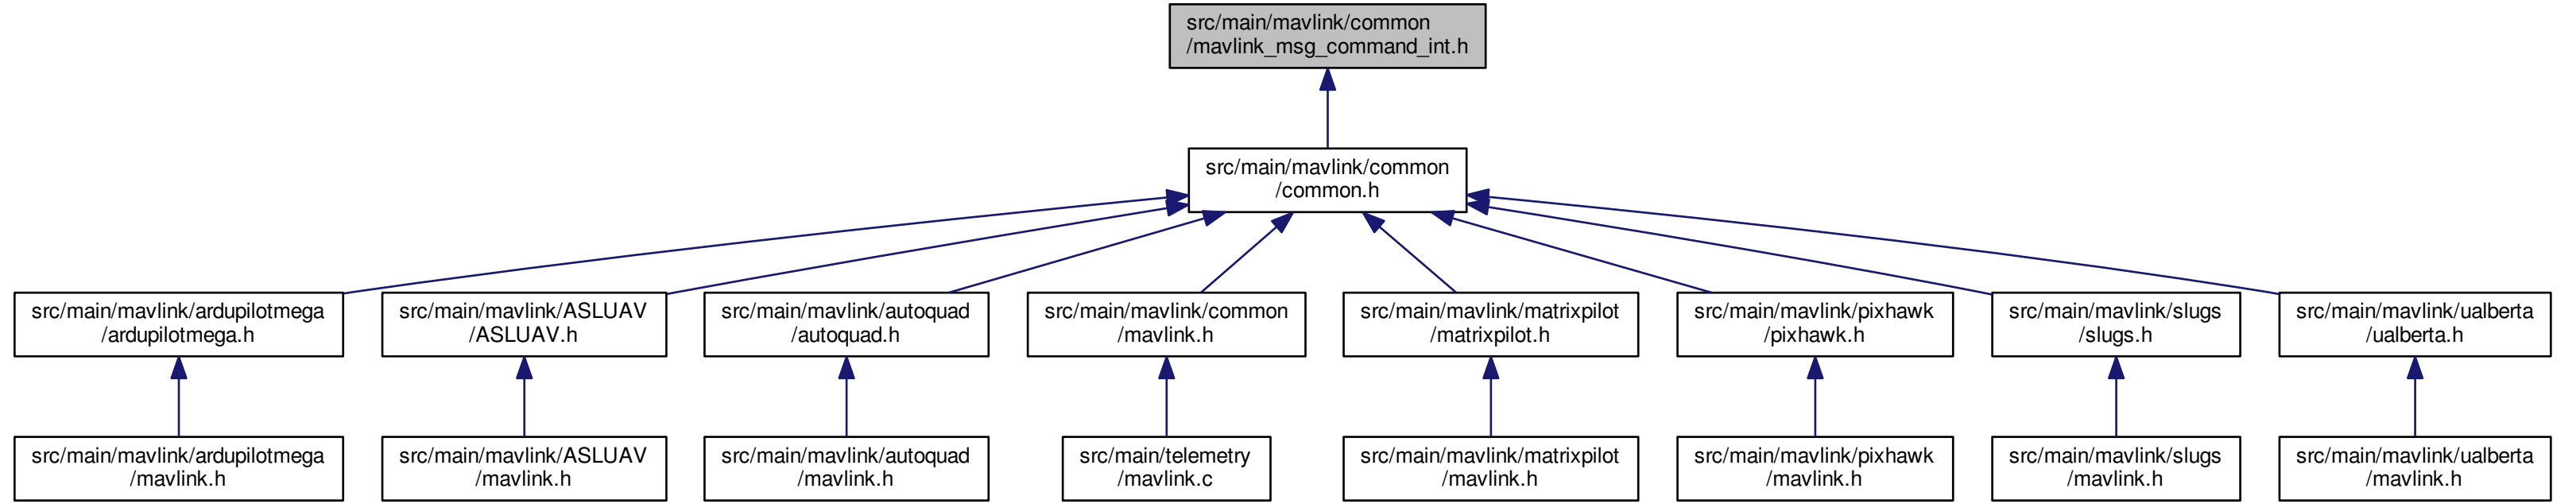 src/main/mavlink/common
/mavlink_msg_command_int.h
src/main/mavlink/common
/common.h
src/main/mavlink/ardupilotmega
/ardupilotmega.h
src/main/mavlink/ASLUAV
/ASLUAV.h
src/main/mavlink/autoquad
/autoquad.h
src/main/mavlink/common
/mavlink.h
src/main/mavlink/matrixpilot
/matrixpilot.h
src/main/mavlink/pixhawk
/pixhawk.h
src/main/mavlink/slugs
/slugs.h
src/main/mavlink/ualberta
/ualberta.h
src/main/mavlink/ardupilotmega
/mavlink.h
src/main/mavlink/ASLUAV
/mavlink.h
src/main/mavlink/autoquad
/mavlink.h
src/main/telemetry
/mavlink.c
src/main/mavlink/matrixpilot
/mavlink.h
src/main/mavlink/pixhawk
/mavlink.h
src/main/mavlink/slugs
/mavlink.h
src/main/mavlink/ualberta
/mavlink.h